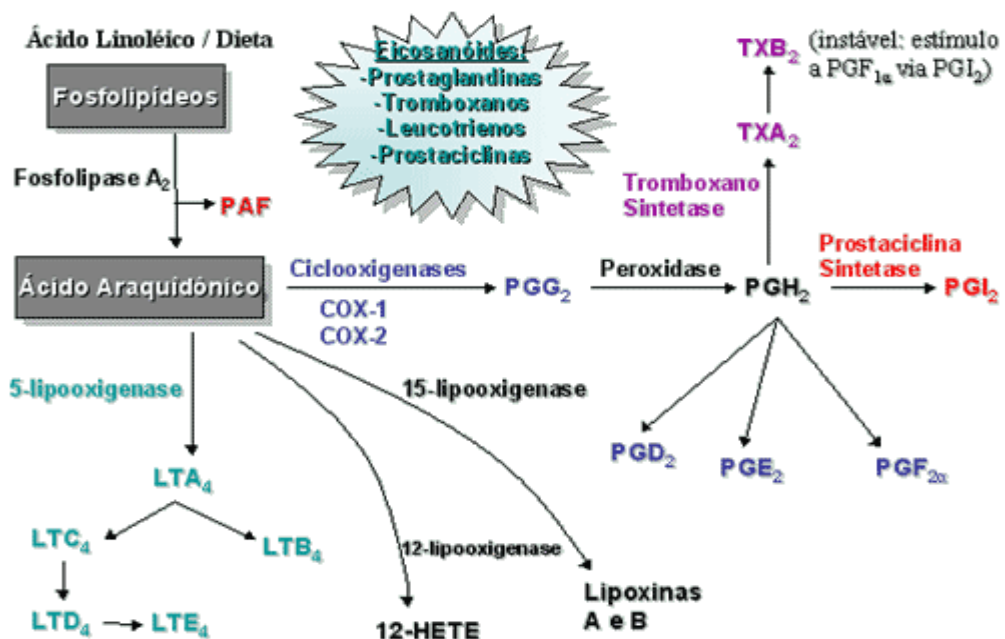 Ácido Linoléico / Dieta
Fosfolipídeos
Fosfolipase A₂
PAF
Ácido Araquidônico
Eicosanóides:
-Prostaglandinas
-Tromboxanos
-Leucotrienos
-Prostaciclinas
TXB₂
(instável: estímulo
a PGF₁α via PGI₂)
TXA₂
Tromboxano
Sintetase
Ciclooxigenases
COX-1
COX-2
PGG₂
Peroxidase
PGH₂
Prostaciclina
Sintetase
PGI₂
5-lipooxigenase
15-lipooxigenase
PGD₂
PGE₂
PGF₂α
LTA₄
LTC₄
LTB₄
12-lipooxigenase
LTD₄
LTE₄
12-HETE
Lipoxinas
A e B